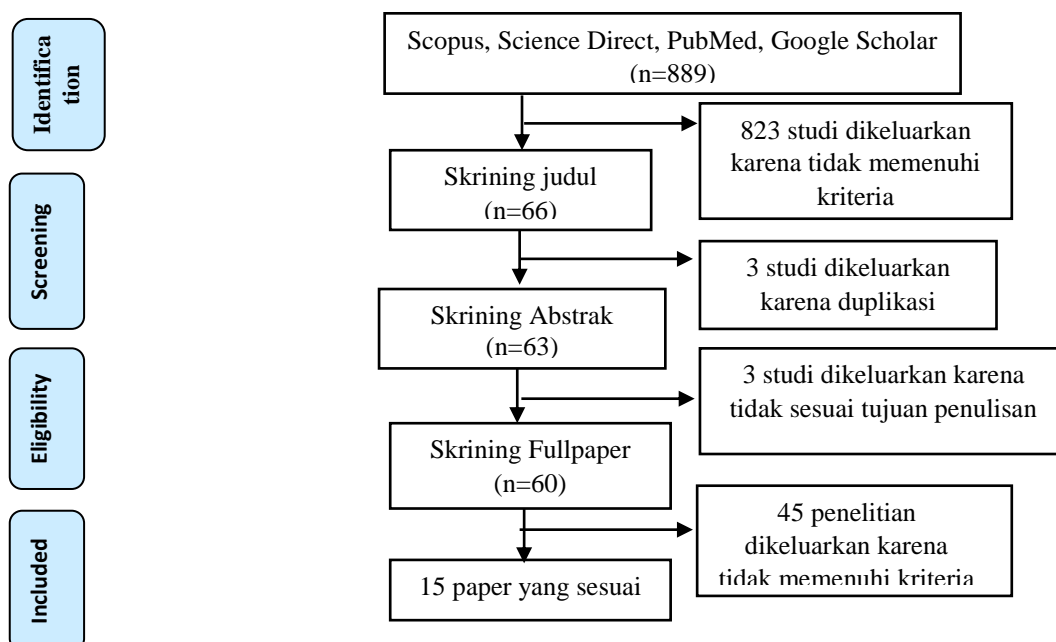 Identifica
tion
Scopus, Science Direct, PubMed, Google Scholar
(n=889)
823 studi dikeluarkan
karena tidak memenuhi
kriteria
Screening
Skrining judul
(n=66)
3 studi dikeluarkan
karena duplikasi
Skrining Abstrak
(n=63)
Eligibility
3 studi dikeluarkan karena
tidak sesuai tujuan penulisan
Skrining Fullpaper
(n=60)
45 penelitian
dikeluarkan karena
tidak memenuhi kriteria
Included
15 paper yang sesuai